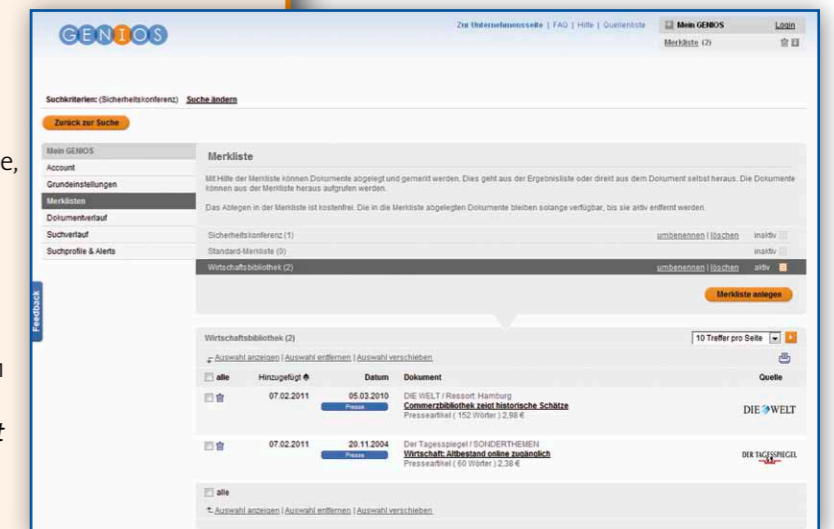 GENIOS
Zur Unternehmensseite | FAQ | Hilfe | Quellenliste
Mein GENIOS Login
Merkliste (2)
Suchkriterien: (Sicherheitskonferenz) Suche ändern
Zurück zur Suche
Mein GENIOS
Account
Grundeinstellungen
Merklisten
Dokumentverlauf
Suchverlauf
Suchprofile & Alerts
Feedback
Merkliste
Mit Hilfe der Merkliste können Dokumente abgelegt und gemerkt werden. Dies geht aus der Ergebnisliste oder direkt aus dem Dokument selbst heraus. Die Dokumente
können aus der Merkliste heraus aufgrufen werden.
Das Ablegen in der Merkliste ist kostenfrei. Die in die Merkliste abgelegten Dokumente bleiben solange verfügbar, bis sie aktiv entfernt werden.
Sicherheitskonferenz (1) umbenennen | löschen inaktiv
Standard-Merkliste (0) inaktiv
Wirtschaftsbibliothek (2) umbenennen | löschen aktiv
Merkliste anlegen
Wirtschaftsbibliothek (2) 10 Treffer pro Seite
Auswahl anzeigen | Auswahl entfernen | Auswahl verschieben
alle Hinzugefügt Datum Dokument Quelle
07.02.2011 05.03.2010 DIE WELT / Ressort: Hamburg
Presse Commerzbibliothek zeigt historische Schätze DIE WELT
Presseartikel ( 152 Wörter ) 2,98 €
07.02.2011 20.11.2004 Der Tagesspiegel / SONDERTHEMEN
Presse Wirtschaft: Altbestand online zugänglich DER TAGESSPIEGEL
Presseartikel ( 60 Wörter ) 2,38 €
alle
Auswahl anzeigen | Auswahl entfernen | Auswahl verschieben